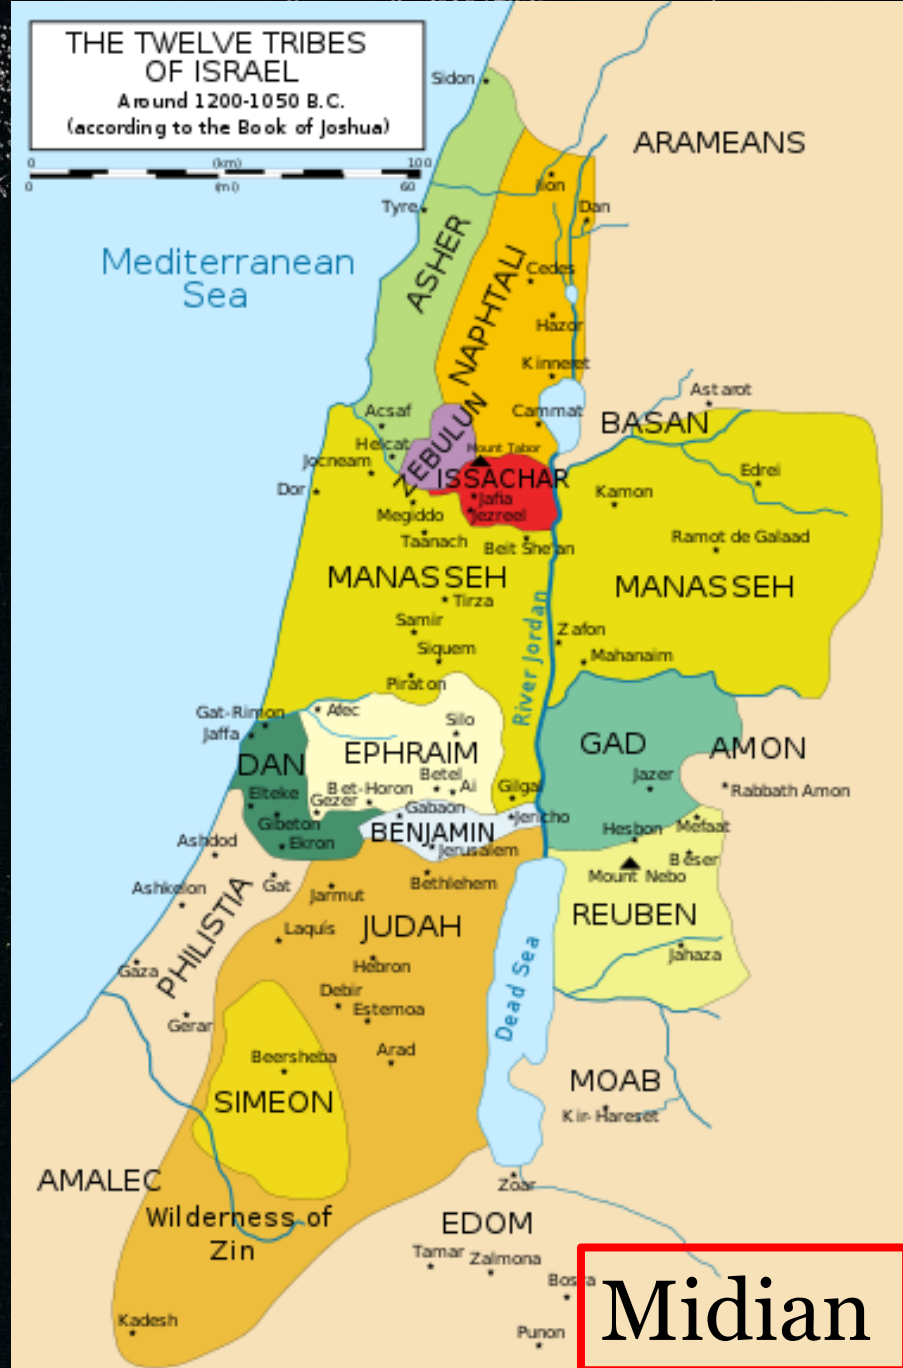 THE TWELVE TRIBES
OF ISRAEL
Around 1200-1050 B.C.
(according to the Book of Joshua)
0 (km) 100
0 (mi) 60
Sidon
ARAMEANS
Ijon
Tyre
Dan
ASHER
Mediterranean
Sea
NAPHTALI
Cedes
Hazor
Kinneret
Astarot
Acsaf
Cammat
BASAN
ZEBULUN
Helcat
Mount Tabor
Jocneam
ISSACHAR
Edrei
Dor
Jafia
Kamon
Megiddo
Jezreel
Taanach
Beit She'an
Ramot de Galaad
MANASSEH
MANASSEH
Tirza
River Jordan
Samir
Zafon
Siquem
Mahanaim
Piraton
Gat-Rimon
Afec
Jaffa
Silo
GAD
AMON
DAN
EPHRAIM
Betel
Jazer
Elteke
Bet-Horon
Ai
Gilgal
Rabbath Amon
Gezer
Gabaon
Jericho
Gibeton
BENJAMIN
Hesbon
Mefaat
Ashdod
Ekron
Jerusalem
Beser
Gat
Bethlehem
Mount Nebo
Ashkelon
Jarmut
PHILISTIA
Laquis
JUDAH
REUBEN
Jahaza
Gaza
Hebron
Dead Sea
Debir
Gerar
Estemoa
Beersheba
Arad
MOAB
SIMEON
Kir-Hareset
AMALEC
Zoar
Wilderness of
Zin
EDOM
Tamar
Zalmona
Bosra
Kadesh
Punon
Midian